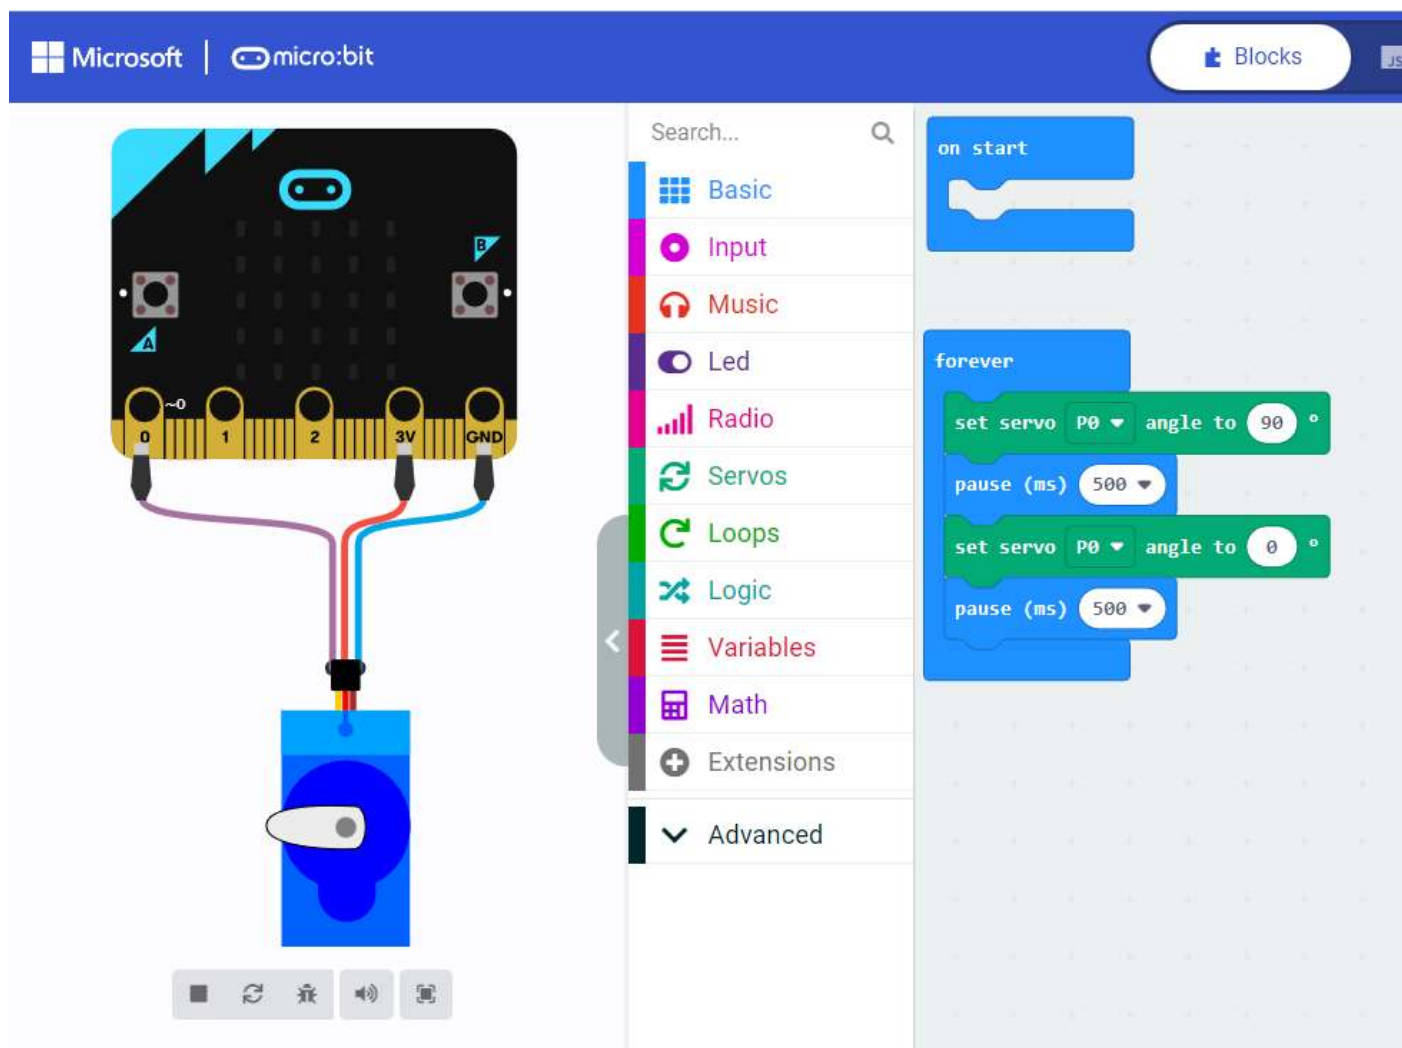 Microsoft | micro:bit
Blocks
JS
B
A
~0
0 1 2 3V GND
Search...
Basic
Input
Music
Led
Radio
Servos
Loops
Logic
Variables
Math
Extensions
Advanced
on start
forever
set servo P0 angle to 90 °
pause (ms) 500
set servo P0 angle to 0 °
pause (ms) 500